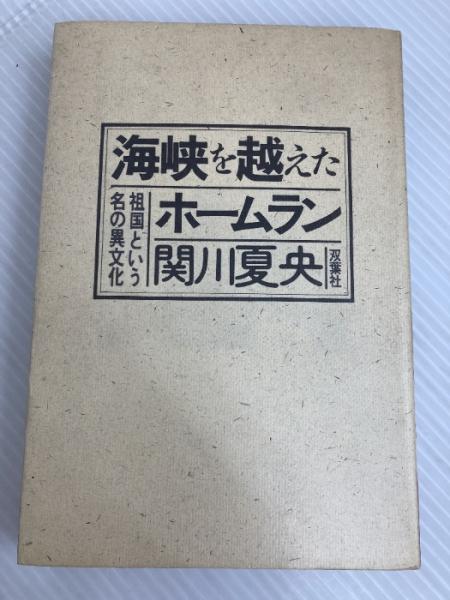 海峡を越えた
ホームラン
祖国という
名の異文化
関川夏央
双葉社